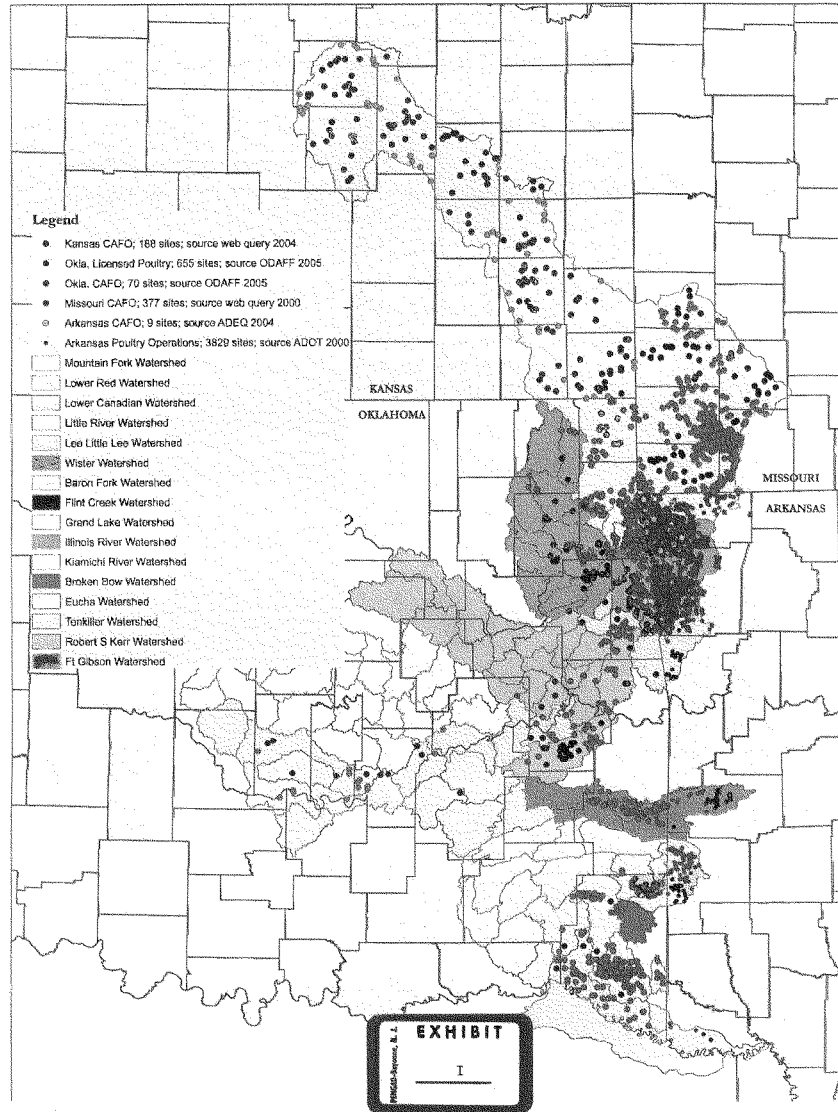 Legend
Kansas CAFO; 188 sites; source web query 2004
Okla. Licensed Poultry; 655 sites; source ODAFF 2005
Okla. CAFO; 70 sites; source ODAFF 2005
Missouri CAFO; 377 sites; source web query 2000
Arkansas CAFO; 9 sites; source ADEQ 2004
Arkansas Poultry Operations; 3829 sites; source ADOT 2000
Mountain Fork Watershed
Lower Red Watershed
Lower Canadian Watershed
Little River Watershed
Lee Little Lee Watershed
Wister Watershed
Baron Fork Watershed
Flint Creek Watershed
Grand Lake Watershed
Illinois River Watershed
Kiamichi River Watershed
Broken Bow Watershed
Eucha Watershed
Tenkiller Watershed
Robert S Kerr Watershed
Ft Gibson Watershed
KANSAS
OKLAHOMA
MISSOURI
ARKANSAS
EXHIBIT
I
PENGAD-Bayonne, N. J.